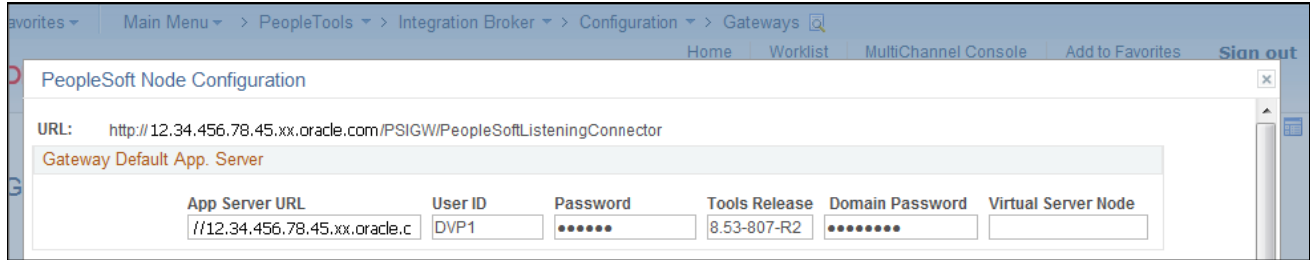 avorites Main Menu > PeopleTools > Integration Broker > Configuration > Gateways
Home Worklist MultiChannel Console Add to Favorites Sign out
PeopleSoft Node Configuration
URL: http://12.34.456.78.45.xx.oracle.com/PSIGW/PeopleSoftListeningConnector
Gateway Default App. Server
App Server URL User ID Password Tools Release Domain Password Virtual Server Node
//12.34.456.78.45.xx.oracle.c DVP1 •••••• 8.53-807-R2 ••••••••